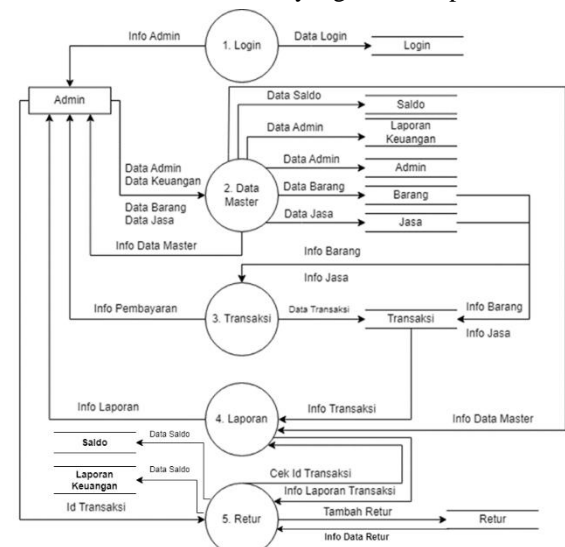 Info Admin
1. Login
Data Login
Login
Admin
Data Saldo
Saldo
Data Admin
Laporan
Keuangan
Data Admin
Admin
Data Admin
Data Keuangan
Data Barang
Data Jasa
2. Data
Master
Data Barang
Barang
Data Jasa
Jasa
Info Data Master
Info Barang
Info Jasa
Info Pembayaran
3. Transaksi
Data Transaksi
Transaksi
Info Barang
Info Jasa
Info Laporan
4. Laporan
Info Transaksi
Info Data Master
Saldo
Data Saldo
Laporan
Keuangan
Data Saldo
Cek Id Transaksi
Info Laporan Transaksi
Id Transaksi
5. Retur
Tambah Retur
Retur
Info Data Retur